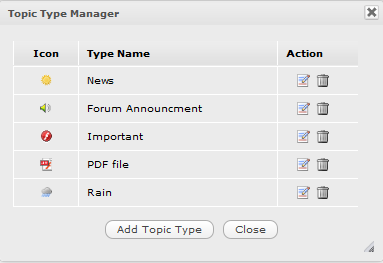 Topic Type Manager
Icon Type Name Action
News
Forum Announcment
Important
PDF file
Rain
Add Topic Type Close